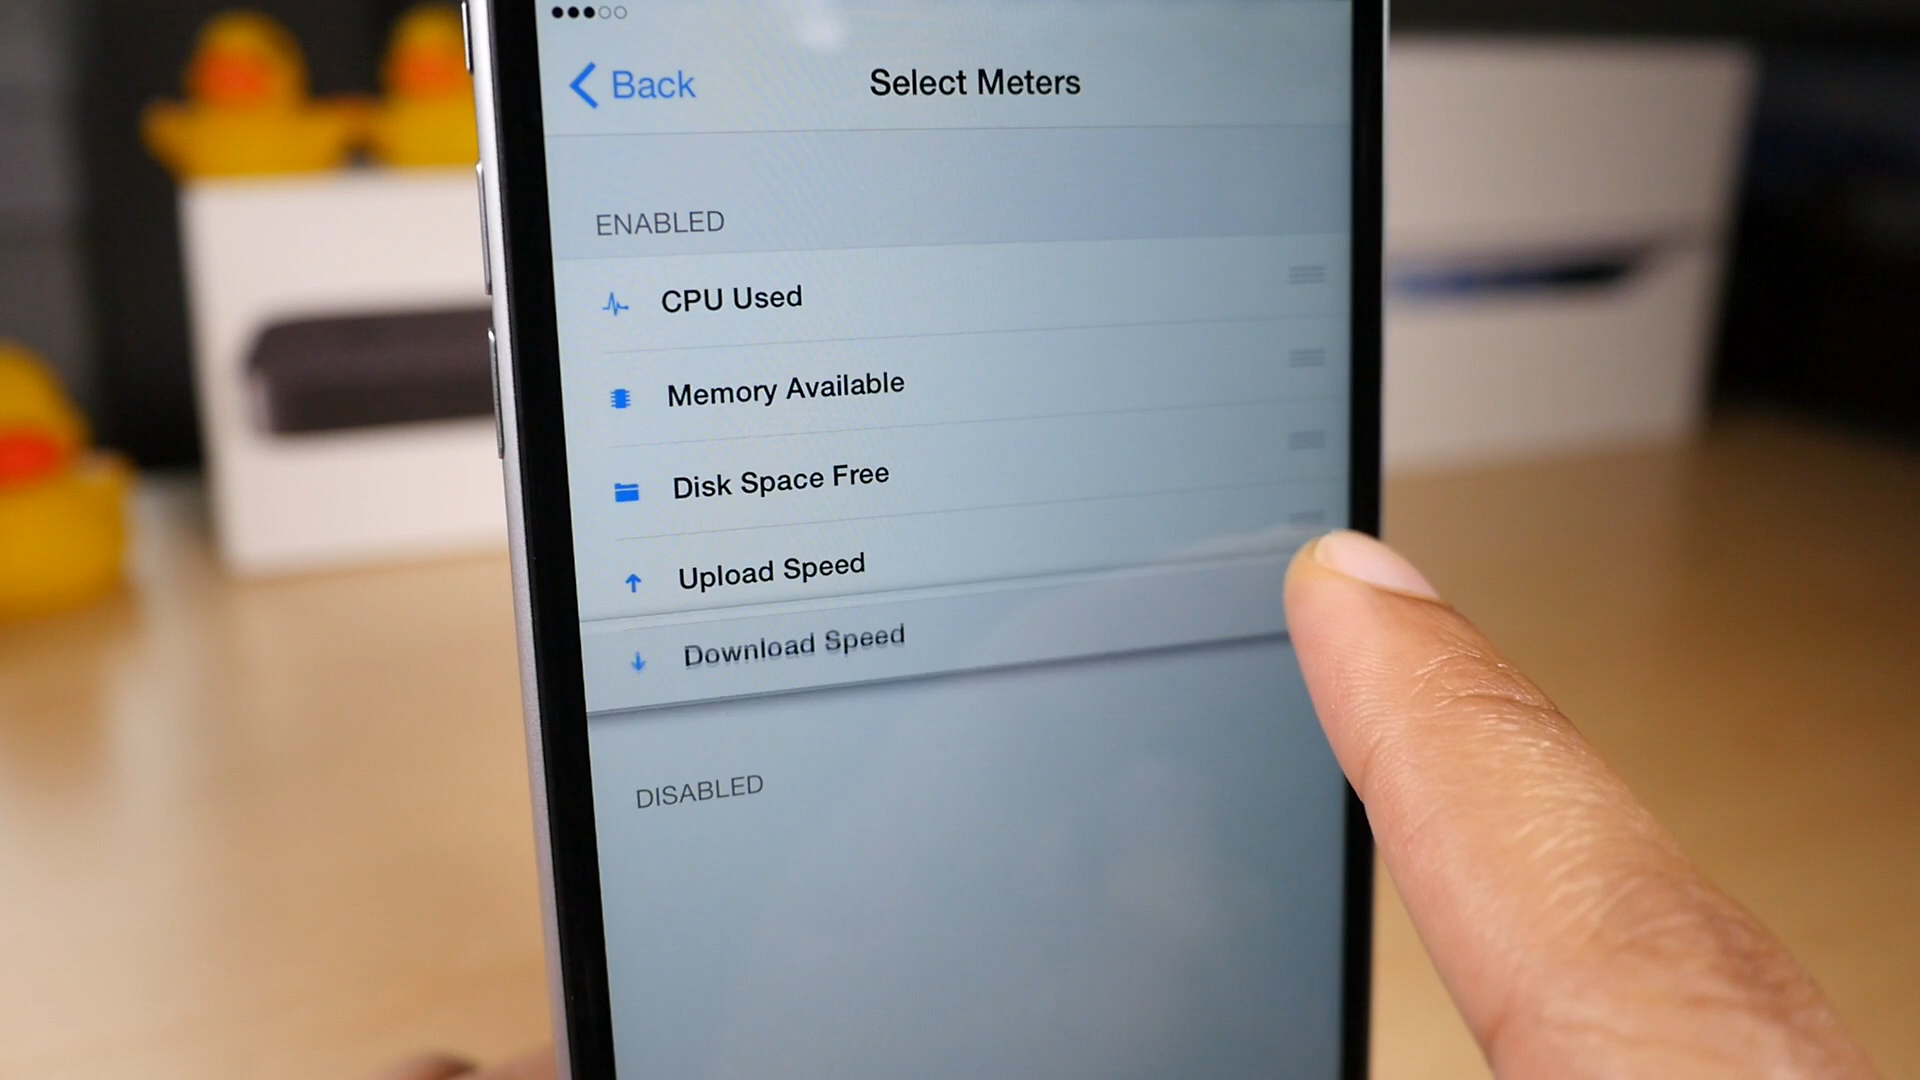 Back
Select Meters
ENABLED
CPU Used
Memory Available
Disk Space Free
Upload Speed
Download Speed
DISABLED